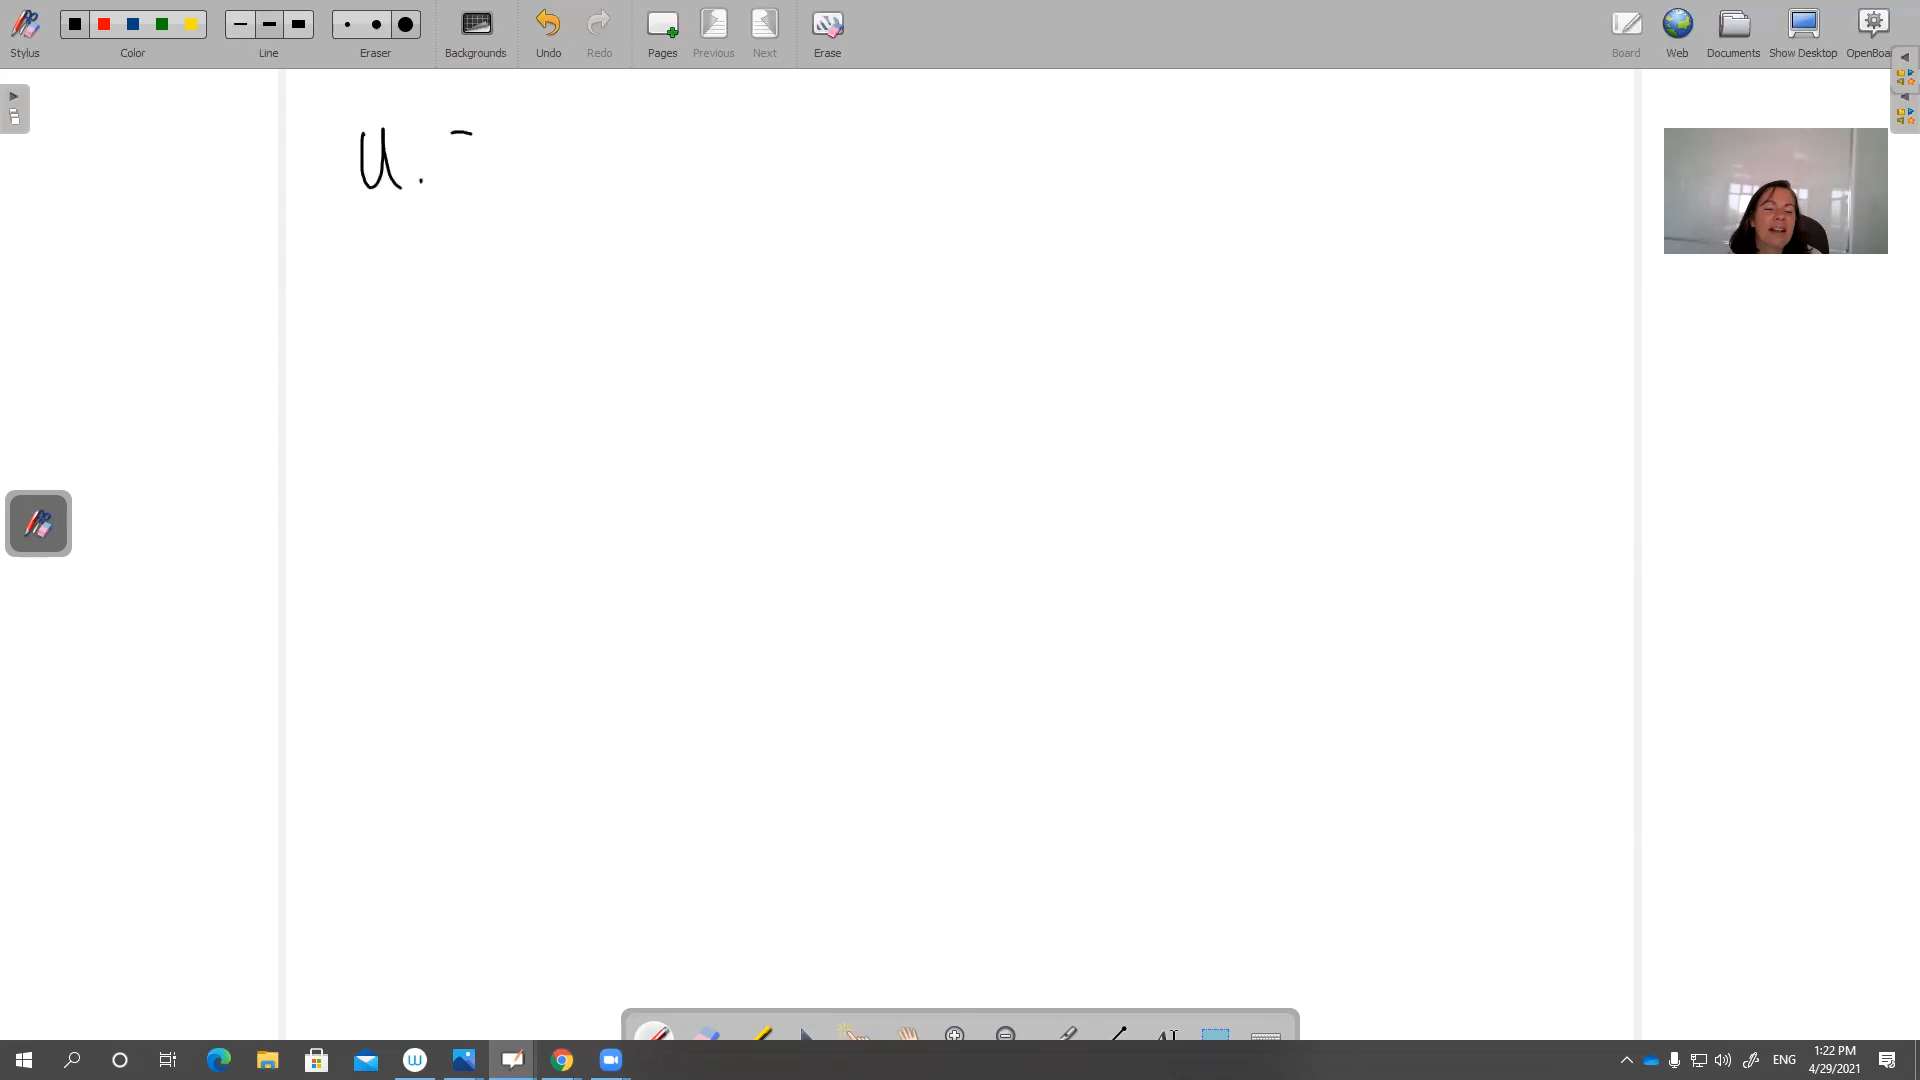 Stylus Color Line Eraser Backgrounds Undo Redo Pages Previous Next Erase Board Web Documents Show Desktop OpenBoa
U.
ENG 1:22 PM
4/29/2021